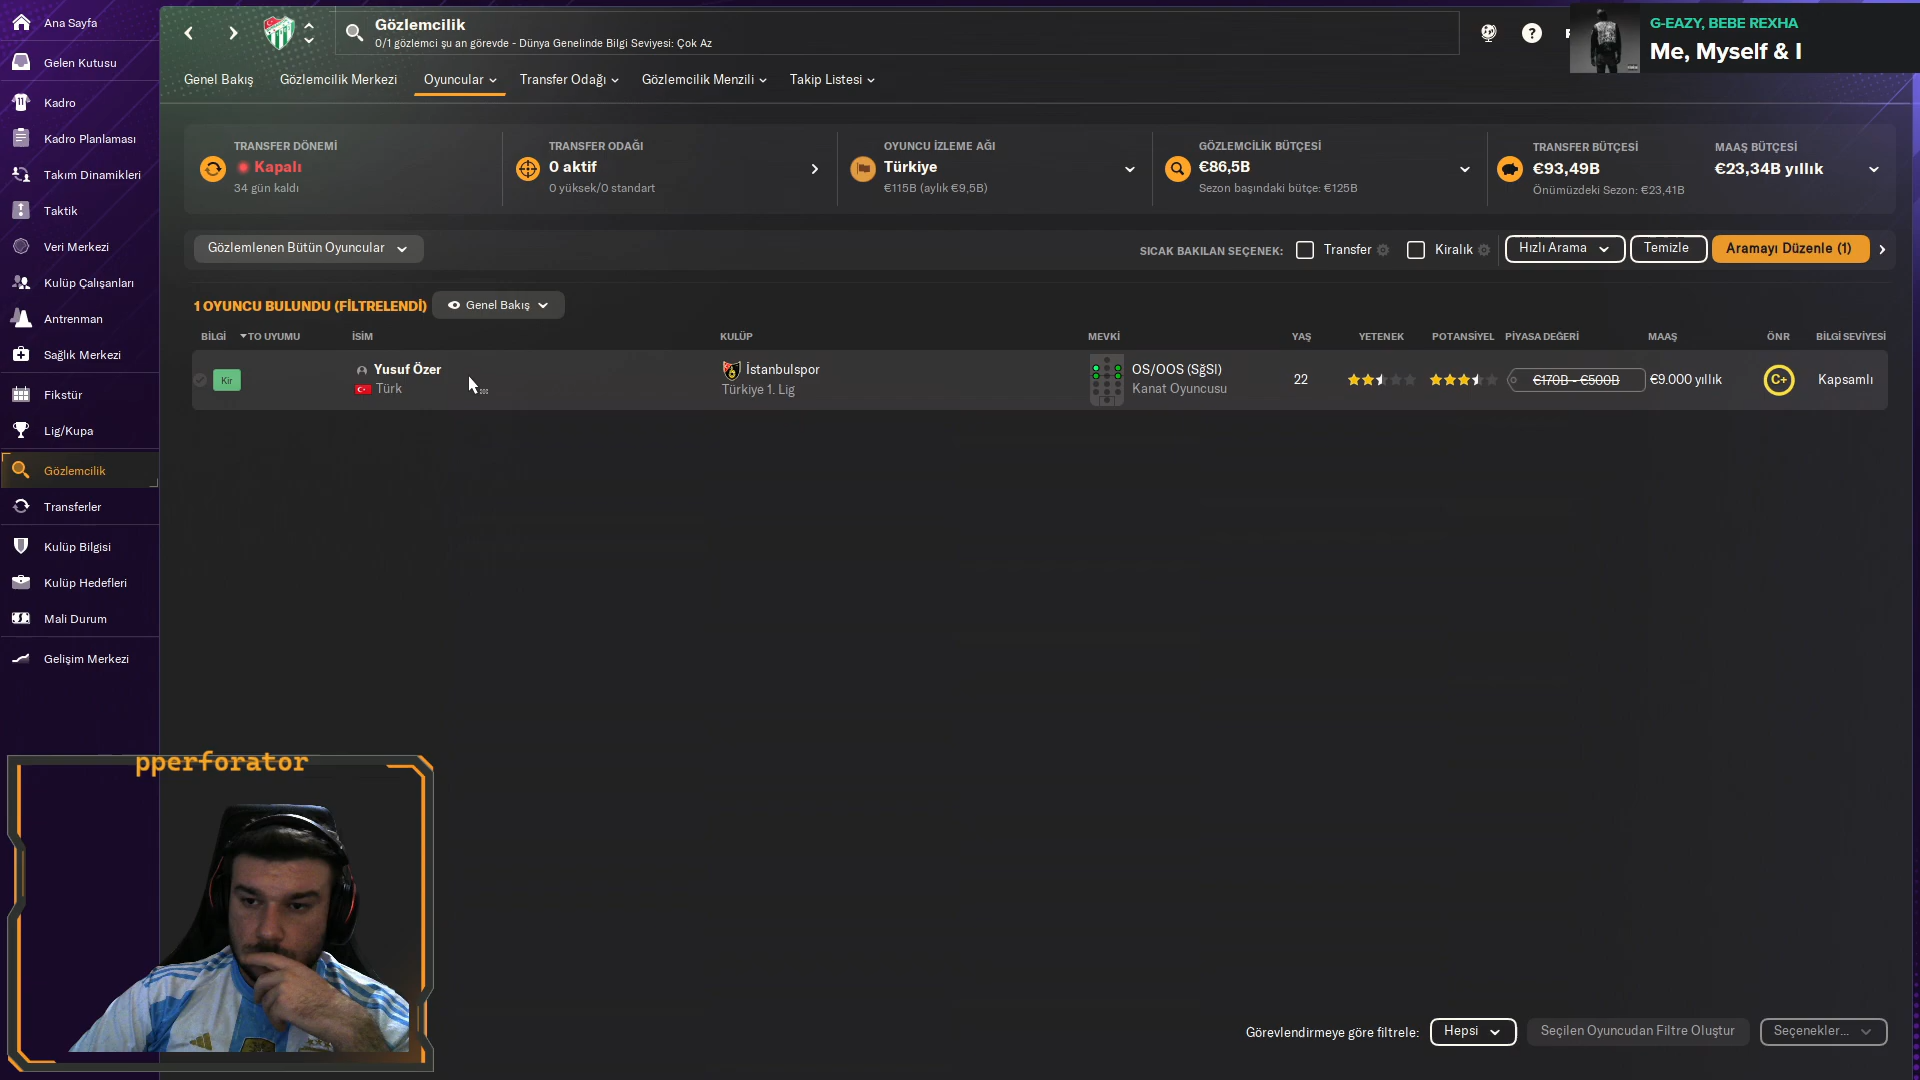 Ana Sayfa
Gelen Kutusu
Kadro
Kadro Planlaması
Takım Dinamikleri
Taktik
Veri Merkezi
Kulüp Çalışanları
Antrenman
Sağlık Merkezi
Fikstür
Lig/Kupa
Gözlemcilik
Transferler
Kulüp Bilgisi
Kulüp Hedefleri
Mali Durum
Gelişim Merkezi
Gözlemcilik
0/1 gözlemci şu an görevde - Dünya Genelinde Bilgi Seviyesi: Çok Az
G-EAZY, BEBE REXHA
Me, Myself & I
Genel Bakış Gözlemcilik Merkezi Oyuncular Transfer Odağı Gözlemcilik Menzili Takip Listesi
TRANSFER DÖNEMİ
Kapalı
34 gün kaldı
TRANSFER ODAĞI
0 aktif
0 yüksek/0 standart
OYUNCU İZLEME AĞI
Türkiye
€115B (aylık €9,5B)
GÖZLEMCİLİK BÜTÇESİ
€86,5B
Sezon başındaki bütçe: €125B
TRANSFER BÜTÇESİ
€93,49B
Önümüzdeki Sezon: €23,41B
MAAŞ BÜTÇESİ
€23,34B yıllık
Gözlemlenen Bütün Oyuncular
SICAK BAKILAN SEÇENEK: Transfer Kiralık Hızlı Arama Temizle Aramayı Düzenle (1)
1 OYUNCU BULUNDU (FİLTRELENDİ) Genel Bakış
BİLGİ TO UYUMU İSİM KULÜP MEVKİ YAŞ YETENEK POTANSİYEL PİYASA DEĞERİ MAAŞ ÖNR BİLGİ SEVİYESİ
Kir Yusuf Özer İstanbulspor OS/OOS (SğSl) 22 €170B - €500B €9.000 yıllık C+ Kapsamlı
Türk Türkiye 1. Lig Kanat Oyuncusu
pperforator
Görevlendirmeye göre filtrele: Hepsi Seçilen Oyuncudan Filtre Oluştur Seçenekler...